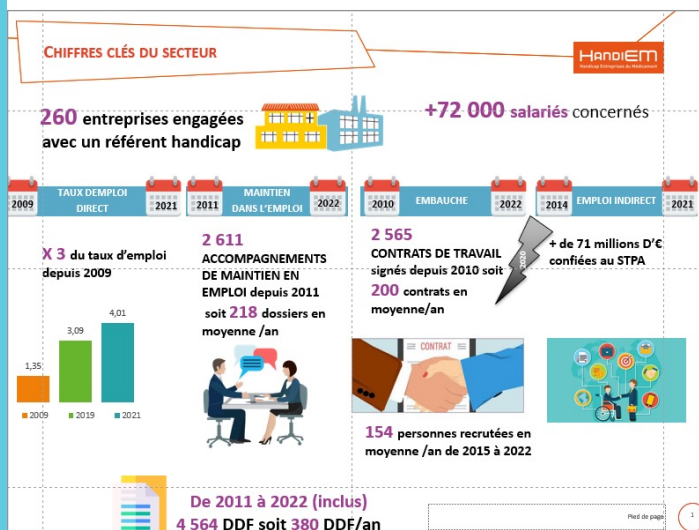 CHIFFRES CLÉS DU SECTEUR
HANDIEM
Handicap Entreprises du Médicament
260 entreprises engagées
avec un référent handicap
+72 000 salariés concernés
2009
TAUX DEMPLOI
DIRECT
2021
2011
MAINTIEN
DANS L'EMPLOI
2022
2010
EMBAUCHE
2022
2014
EMPLOI INDIRECT
2021
X 3 du taux d'emploi
depuis 2009
1,35
3,09
4,01
2009
2019
2021
2 611
ACCOMPAGNEMENTS
DE MAINTIEN EN
EMPLOI depuis 2011
soit 218 dossiers en
moyenne /an
2 565
CONTRATS DE TRAVAIL
signés depuis 2010 soit
200 contrats en
moyenne/an
2020
+ de 71 millions D'€
confiées au STPA
CONTRAT
154 personnes recrutées en
moyenne /an de 2015 à 2022
De 2011 à 2022 (inclus)
4 564 DDF soit 380 DDF/an
Pied de page
1